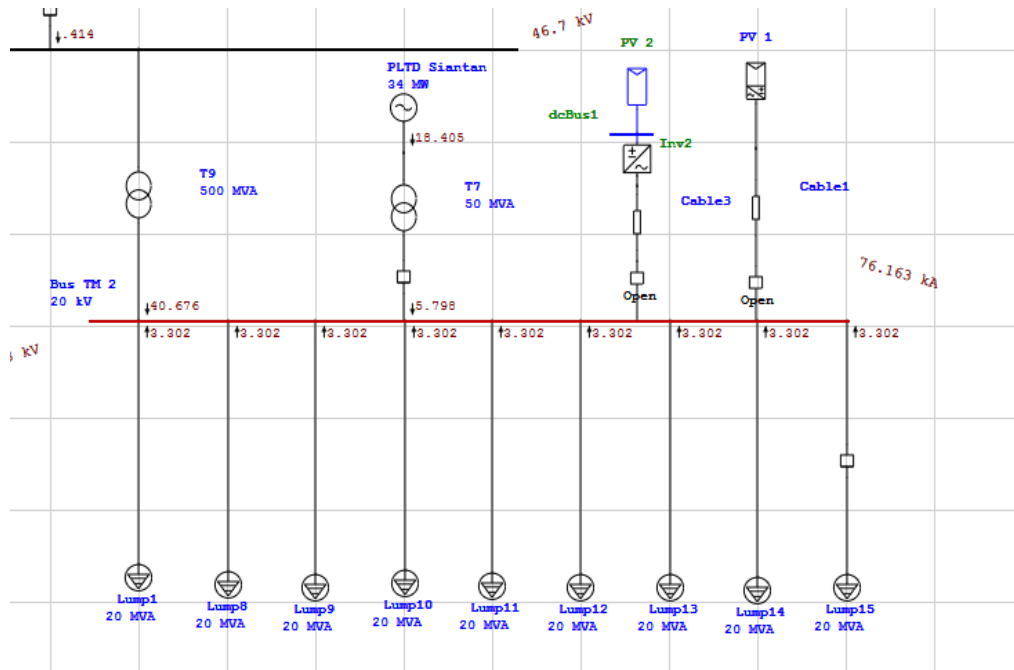 .414
46.7 kV
PV 2
PV 1
PLTD Siantan
34 MW
dcBus1
18.405
Inv2
T9
500 MVA
T7
50 MVA
Cable3
Cable1
76.163 kA
Bus TM 2
20 kV
Open
Open
40.676
5.798
3.302
3.302
3.302
3.302
3.302
3.302
3.302
3.302
3.302
kV
Lump1
20 MVA
Lump8
20 MVA
Lump9
20 MVA
Lump10
20 MVA
Lump11
20 MVA
Lump12
20 MVA
Lump13
20 MVA
Lump14
20 MVA
Lump15
20 MVA